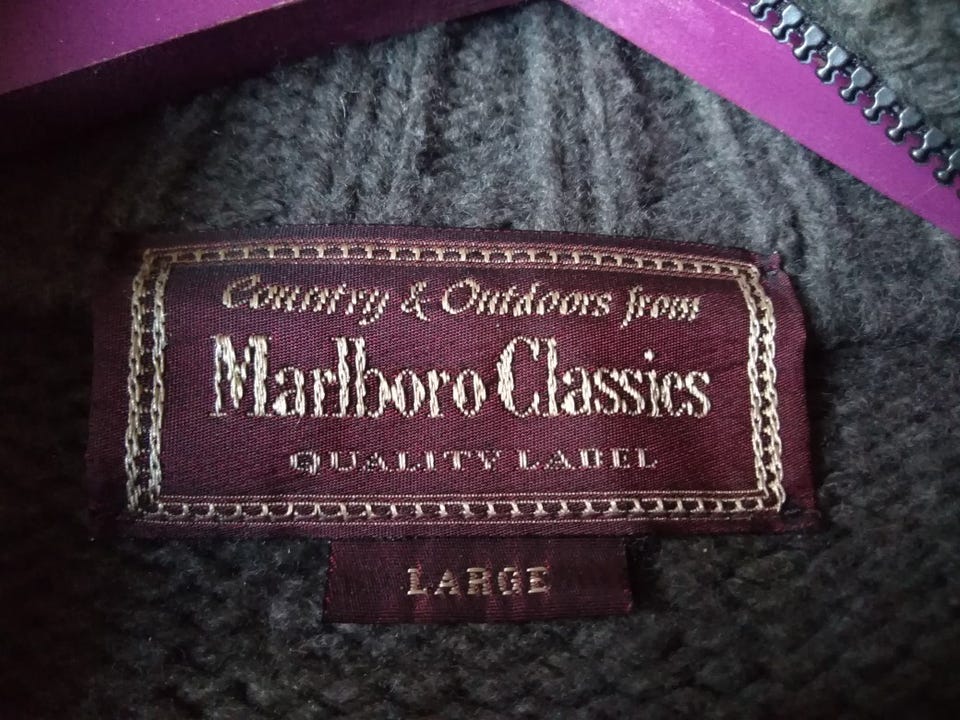 Country & Outdoors from
Marlboro Classics
QUALITY LABEL
LARGE